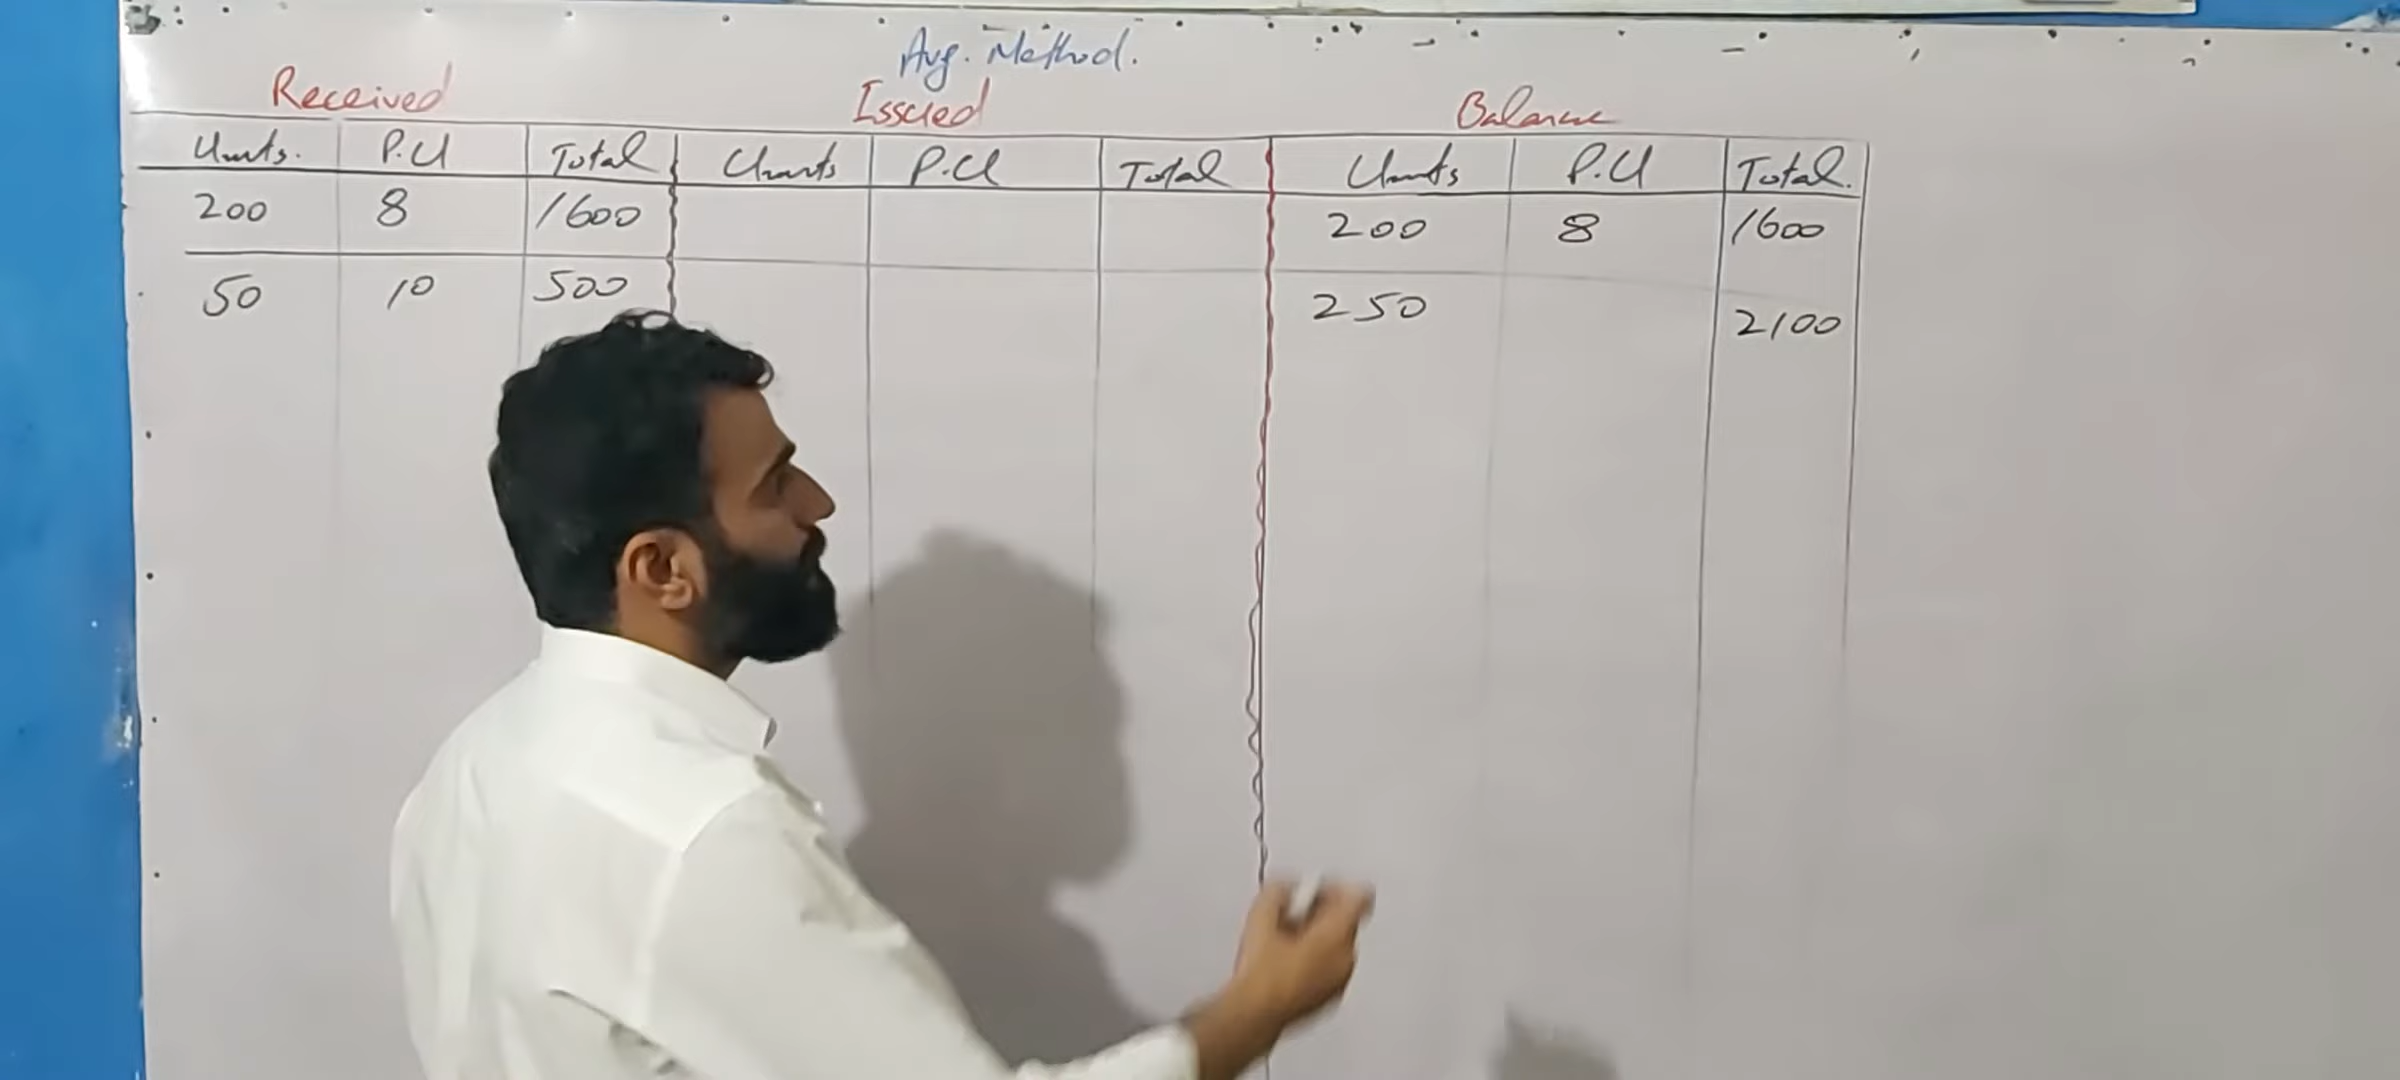 Avg. Method.
Received Issued Balance
Units. P.U Total Units P.U Total Units P.U Total.
200 8 1600 200 8 1600
50 10 500 250 2100